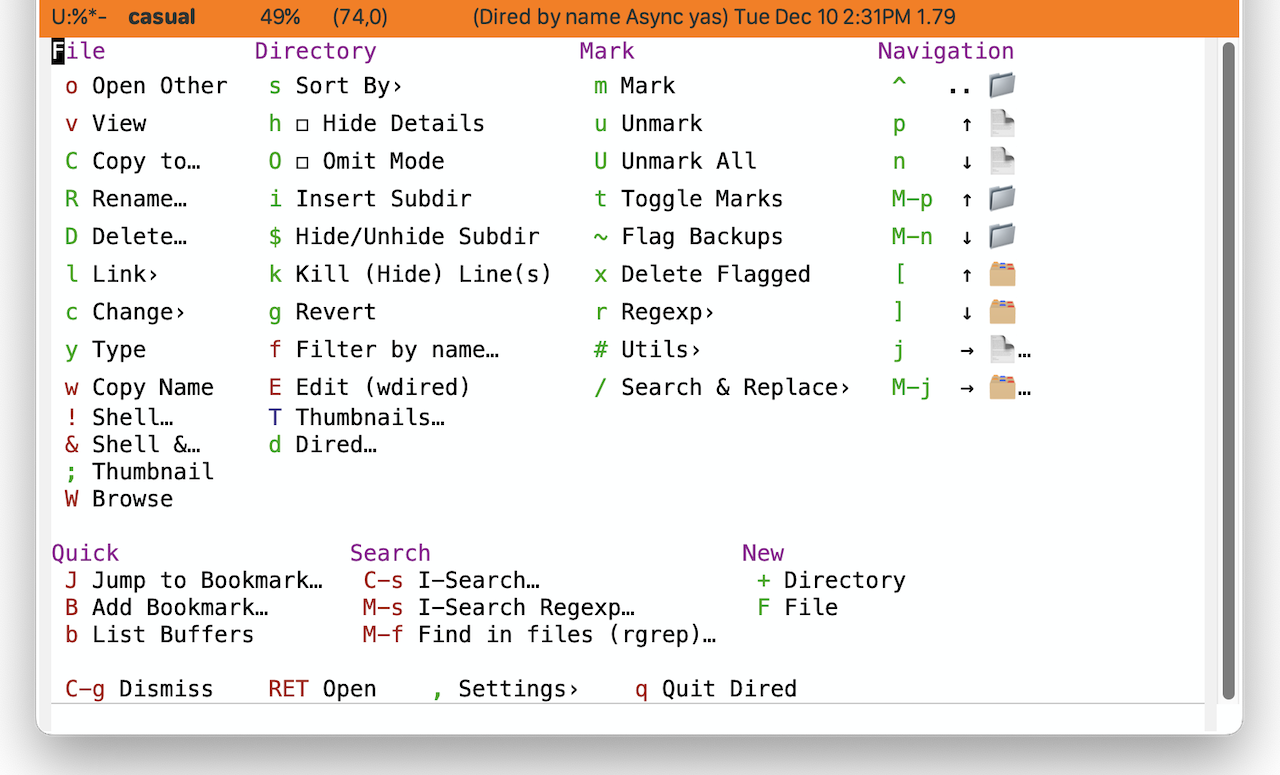 U:%*- casual 49% (74,0) (Dired by name Async yas) Tue Dec 10 2:31PM 1.79
File Directory Mark Navigation
o Open Other s Sort By› m Mark ^ ..
v View h □ Hide Details u Unmark p ↑
C Copy to… O □ Omit Mode U Unmark All n ↓
R Rename… i Insert Subdir t Toggle Marks M-p ↑
D Delete… $ Hide/Unhide Subdir ~ Flag Backups M-n ↓
l Link› k Kill (Hide) Line(s) x Delete Flagged [ ↑
c Change› g Revert r Regexp› ] ↓
y Type f Filter by name… # Utils› j → …
w Copy Name E Edit (wdired) / Search & Replace› M-j → …
! Shell… T Thumbnails…
& Shell &… d Dired…
; Thumbnail
W Browse
Quick Search New
J Jump to Bookmark… C-s I-Search… + Directory
B Add Bookmark… M-s I-Search Regexp… F File
b List Buffers M-f Find in files (rgrep)…
C-g Dismiss RET Open , Settings› q Quit Dired